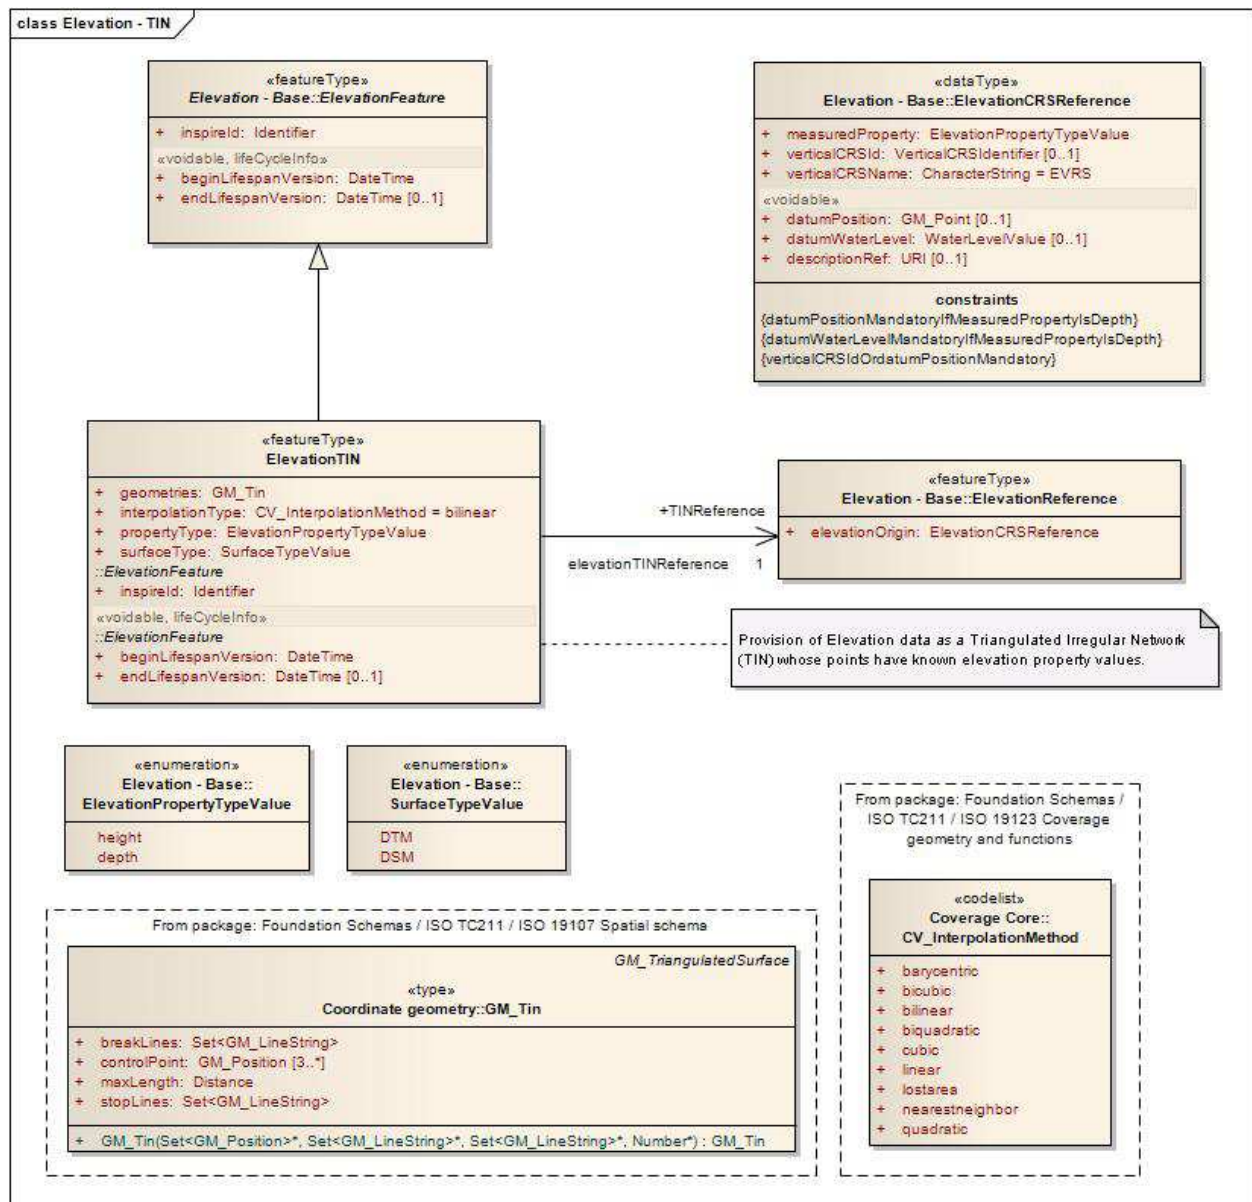 class Elevation - TIN
«featureType»
Elevation - Base::ElevationFeature
+ inspireId: Identifier
«voidable, lifeCycleInfo»
+ beginLifespanVersion: DateTime
+ endLifespanVersion: DateTime [0..1]
«dataType»
Elevation - Base::ElevationCRSReference
+ measuredProperty: ElevationPropertyTypeValue
+ verticalCRSId: VerticalCRSIdentifier [0..1]
+ verticalCRSName: CharacterString = EVRS
«voidable»
+ datumPosition: GM_Point [0..1]
+ datumWaterLevel: WaterLevelValue [0..1]
+ descriptionRef: URI [0..1]
constraints
{datumPositionMandatoryIfMeasuredPropertyIsDepth}
{datumWaterLevelMandatoryIfMeasuredPropertyIsDepth}
{verticalCRSIdOrdatumPositionMandatory}
«featureType»
ElevationTIN
+ geometries: GM_Tin
+ interpolationType: CV_InterpolationMethod = bilinear
+ propertyType: ElevationPropertyTypeValue
+ surfaceType: SurfaceTypeValue
::ElevationFeature
+ inspireId: Identifier
«voidable, lifeCycleInfo»
::ElevationFeature
+ beginLifespanVersion: DateTime
+ endLifespanVersion: DateTime [0..1]
+TINReference
elevationTINReference 1
«featureType»
Elevation - Base::ElevationReference
+ elevationOrigin: ElevationCRSReference
Provision of Elevation data as a Triangulated Irregular Network
(TIN) whose points have known elevation property values.
«enumeration»
Elevation - Base::
ElevationPropertyTypeValue
height
depth
«enumeration»
Elevation - Base::
SurfaceTypeValue
DTM
DSM
From package: Foundation Schemas /
ISO TC211 / ISO 19123 Coverage
geometry and functions
«codelist»
Coverage Core::
CV_InterpolationMethod
+ barycentric
+ bicubic
+ bilinear
+ biquadratic
+ cubic
+ linear
+ lostarea
+ nearestneighbor
+ quadratic
From package: Foundation Schemas / ISO TC211 / ISO 19107 Spatial schema
GM_TriangulatedSurface
«type»
Coordinate geometry::GM_Tin
+ breakLines: Set<GM_LineString>
+ controlPoint: GM_Position [3..*]
+ maxLength: Distance
+ stopLines: Set<GM_LineString>
+ GM_Tin(Set<GM_Position>*, Set<GM_LineString>*, Set<GM_LineString>*, Number*) : GM_Tin